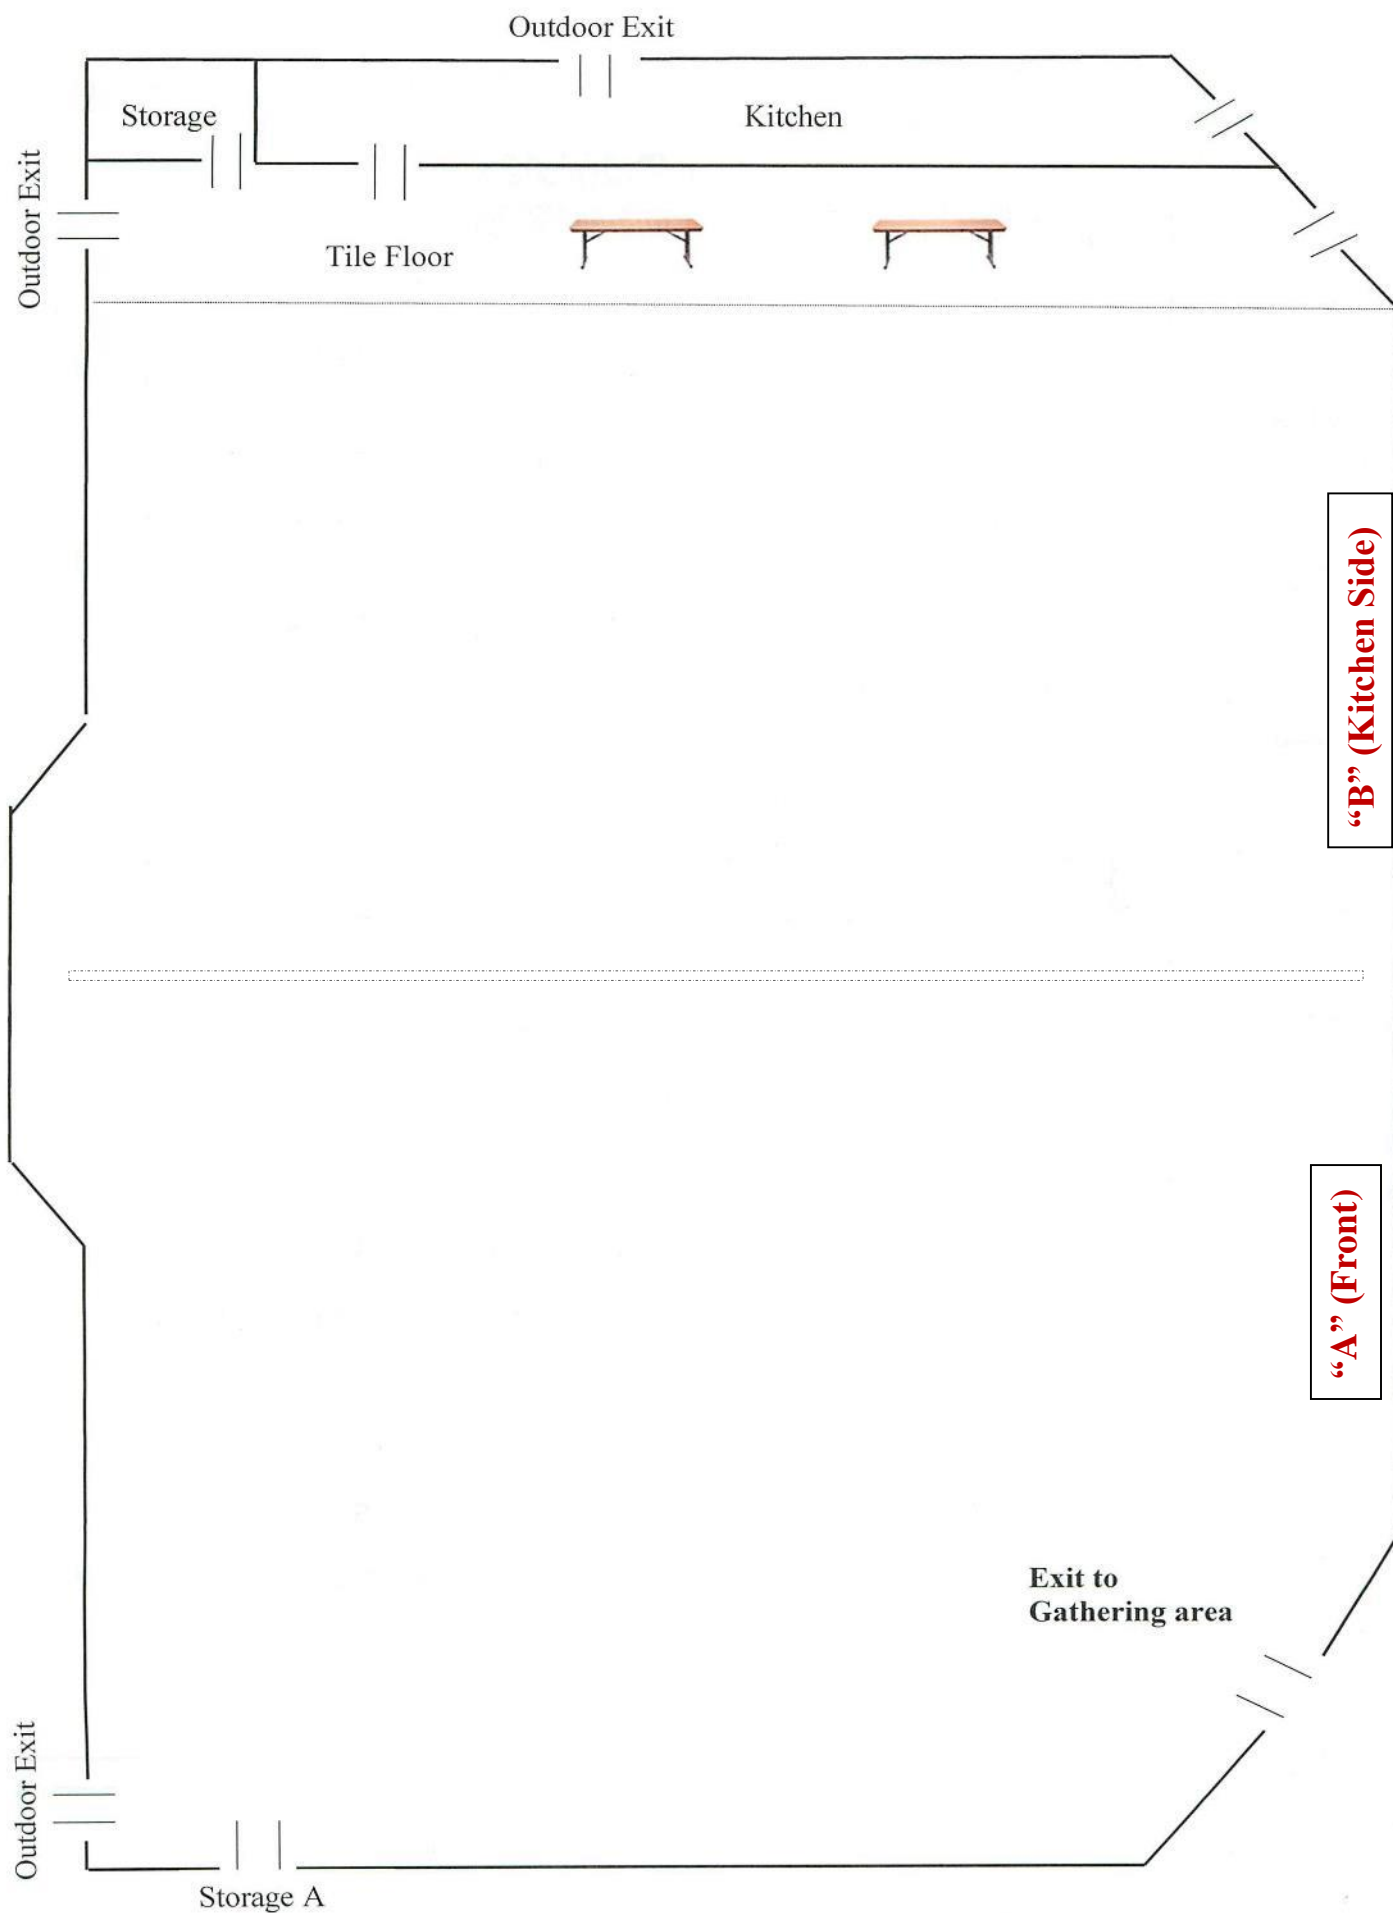 Outdoor Exit
Storage
Kitchen
Outdoor Exit
Tile Floor
“B” (Kitchen Side)
“A” (Front)
Exit to
Gathering area
Outdoor Exit
Storage A